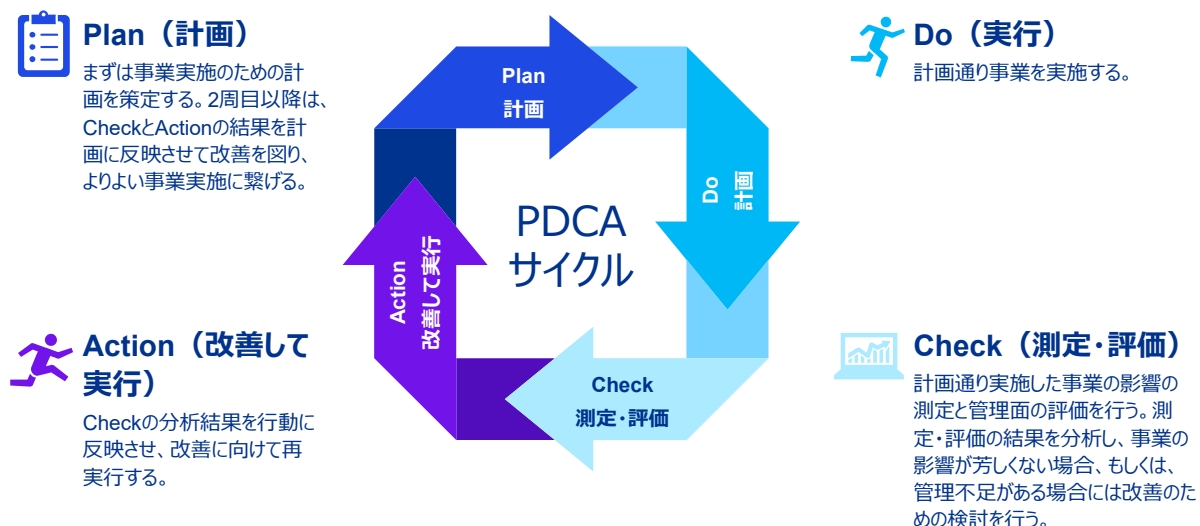 Plan（計画）
まずは事業実施のための計
画を策定する。2周目以降は、
CheckとActionの結果を計
画に反映させて改善を図り、
よりよい事業実施に繋げる。
Plan
計画
Do（実行）
計画通り事業を実施する。
Do
計画
PDCA
サイクル
Action
改善して実行
Check
測定・評価
Action（改善して
実行）
Checkの分析結果を行動に
反映させ、改善に向けて再
実行する。
Check（測定・評価）
計画通り実施した事業の影響の
測定と管理面の評価を行う。測
定・評価の結果を分析し、事業の
影響が芳しくない場合、もしくは、
管理不足がある場合には改善のた
めの検討を行う。